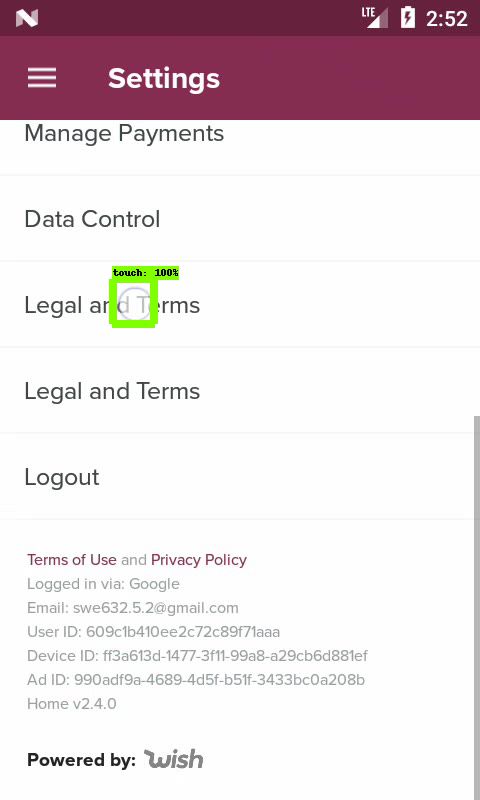 LTE 2:52
Settings
Manage Payments
Data Control
touch: 100%
Legal and Terms
Legal and Terms
Logout
Terms of Use and Privacy Policy
Logged in via: Google
Email: swe632.5.2@gmail.com
User ID: 609c1b410ee2c72c89f71aaa
Device ID: ff3a613d-1477-3f11-99a8-a29cb6d881ef
Ad ID: 990adf9a-4689-4d5f-b51f-3433bc0a208b
Home v2.4.0
Powered by: wish